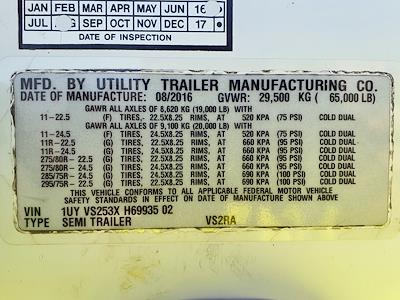 JAN FEB MAR APR MAY JUN 16
JUL SEP OCT NOV DEC 17
DATE OF INSPECTION
MFD. BY UTILITY TRAILER MANUFACTURING CO.
DATE OF MANUFACTURE: 08/2016 GVWR: 29,500 KG ( 65,000 LB)
GAWR ALL AXLES OF 8,620 KG (19,000 LB) WITH
11-22.5 (F) TIRES,- 22.5X8.25 RIMS, AT 520 KPA (75 PSI) COLD DUAL
GAWR ALL AXLES OF 9,100 KG (20,000 LB) WITH
11-24.5 (F) TIRES,- 24.5X8.25 RIMS, AT 520 KPA (75 PSI) COLD DUAL
11R-22.5 (G) TIRES,- 22.5X8.25 RIMS, AT 660 KPA (95 PSI) COLD DUAL
11R-24.5 (G) TIRES,- 24.5X8.25 RIMS, AT 660 KPA (95 PSI) COLD DUAL
275/80R- 22.5 (G) TIRES,- 22.5X8.25 RIMS, AT 660 KPA (95 PSI) COLD DUAL
275/80R- 24.5 (G) TIRES,- 24.5X8.25 RIMS, AT 660 KPA (95 PSI) COLD DUAL
285/75R- 24.5 (G) TIRES,- 24.5X8.25 RIMS, AT 690 KPA (100 PSI) COLD DUAL
295/75R- 22.5 (G) TIRES,- 22.5X8.25 RIMS, AT 690 KPA (100 PSI) COLD DUAL
THIS VEHICLE CONFORMS TO ALL APPLICABLE FEDERAL MOTOR VEHICLE
SAFETY STANDARDS IN EFFECT ON DATE OF MANUFACTURE SHOWN ABOVE
VIN 1UY VS253X H69935 02
TYPE SEMI TRAILER VS2RA